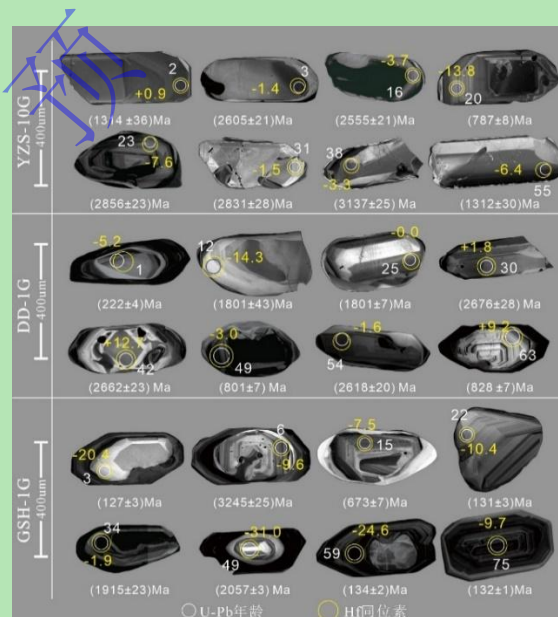 YZS-10G
400um
2 +0.9
3 -1.4
-3.7 16
-13.8 20
(1314 ±36)Ma (2605±21)Ma (2555±21)Ma (787±8)Ma
23 -7.6
31 -1.5
38 -3.3
-6.4 55
(2856±23)Ma (2831±28)Ma (3137±25)Ma (1312±30)Ma
DD-1G
400um
-5.2 1
12 -14.3
-0.0 25
+1.8 30
(222±4)Ma (1801±43)Ma (1801±7)Ma (2676±28)Ma
+12.7 42
-3.0 49
-1.6 54
+9.2 63
(2662±23)Ma (801±7)Ma (2618±20)Ma (828±7)Ma
GSH-1G
400um
-20.4 3
6 -9.6
-7.5 15
22 -10.4
(127±3)Ma (3245±25)Ma (673±7)Ma (131±3)Ma
34 -1.9
-31.0 49
-24.6 59
-9.7 75
(1915±23)Ma (2057±3)Ma (134±2)Ma (132±1)Ma
U-Pb年龄 Hf同位素